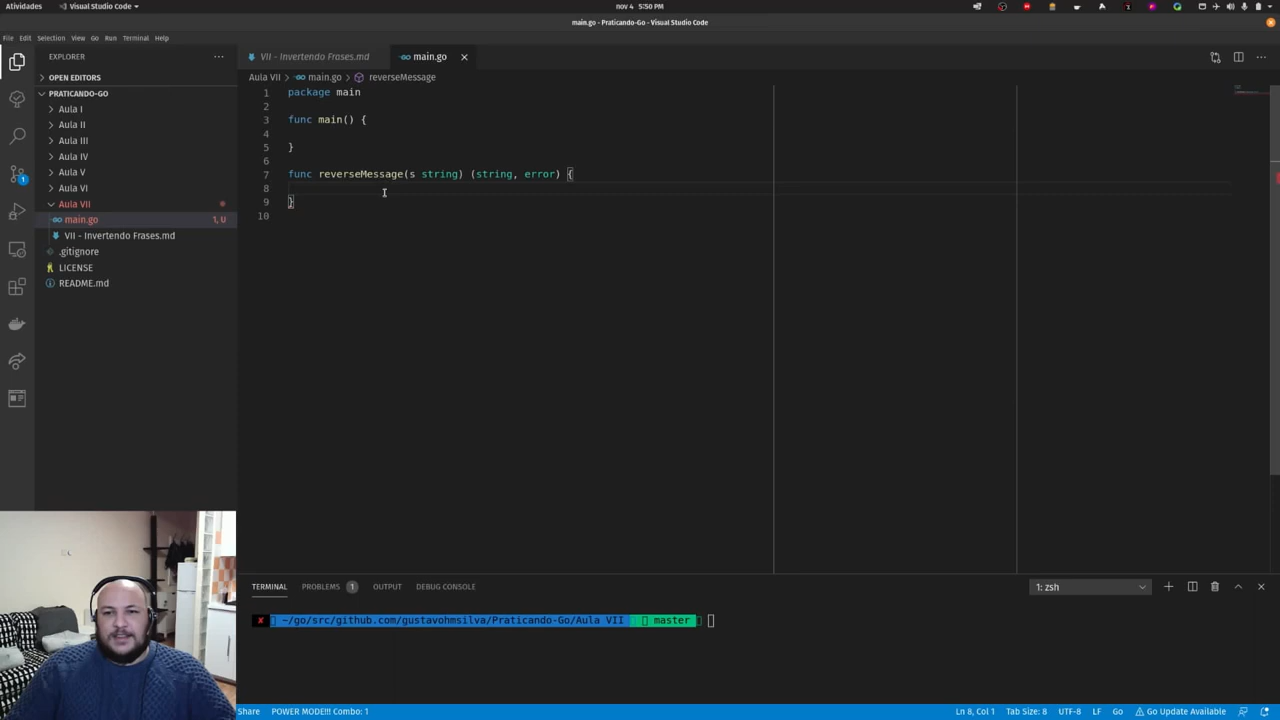 Atividades
Visual Studio Code
nov 4 5:50 PM
main.go - Praticando-Go - Visual Studio Code
File Edit Selection View Go Run Terminal Help
EXPLORER
VII - Invertendo Frases.md
main.go
OPEN EDITORS
Aula VII > main.go > reverseMessage
PRATICANDO-GO
Aula I
Aula II
Aula III
Aula IV
Aula V
Aula VI
Aula VII
main.go 1, U
VII - Invertendo Frases.md
.gitignore
LICENSE
README.md
1
1 package main
2
3 func main() {
4
5 }
6
7 func reverseMessage(s string) (string, error) {
8
9 }
10
TERMINAL PROBLEMS 1 OUTPUT DEBUG CONSOLE
1: zsh
✘ ~/go/src/github.com/gustavohmsilva/Praticando-Go/Aula VII master
Share POWER MODE!!! Combo: 1 Ln 8, Col 1 Tab Size: 8 UTF-8 LF Go Go Update Available